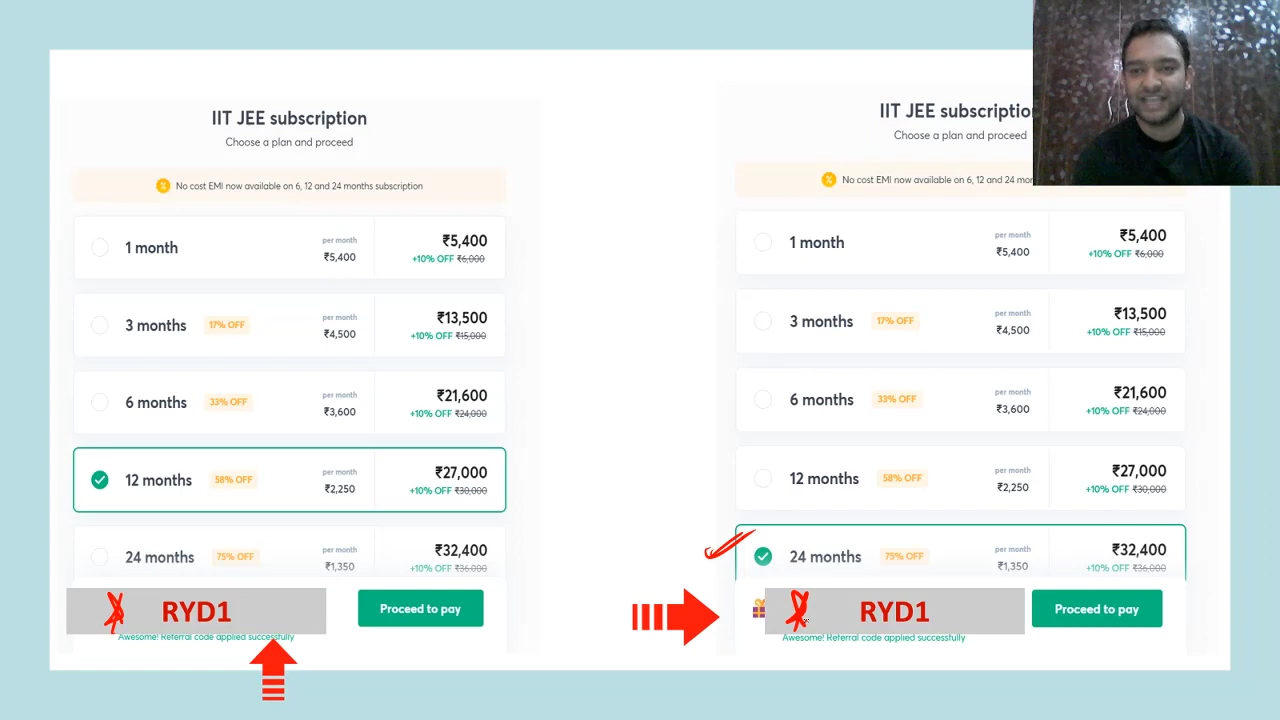 IIT JEE subscription
Choose a plan and proceed
No cost EMI now available on 6, 12 and 24 months subscription
1 month
per month
₹5,400
₹5,400
+10% OFF ₹6,000
3 months 17% OFF
per month
₹4,500
₹13,500
+10% OFF ₹15,000
6 months 33% OFF
per month
₹3,600
₹21,600
+10% OFF ₹24,000
12 months 58% OFF
per month
₹2,250
₹27,000
+10% OFF ₹30,000
24 months 75% OFF
per month
₹1,350
₹32,400
+10% OFF ₹36,000
RYD1
Proceed to pay
Awesome! Referral code applied successfully
IIT JEE subscription
Choose a plan and proceed
No cost EMI now available on 6, 12 and 24 mon
1 month
per month
₹5,400
₹5,400
+10% OFF ₹6,000
3 months 17% OFF
per month
₹4,500
₹13,500
+10% OFF ₹15,000
6 months 33% OFF
per month
₹3,600
₹21,600
+10% OFF ₹24,000
12 months 58% OFF
per month
₹2,250
₹27,000
+10% OFF ₹30,000
24 months 75% OFF
per month
₹1,350
₹32,400
+10% OFF ₹36,000
RYD1
Proceed to pay
Awesome! Referral code applied successfully